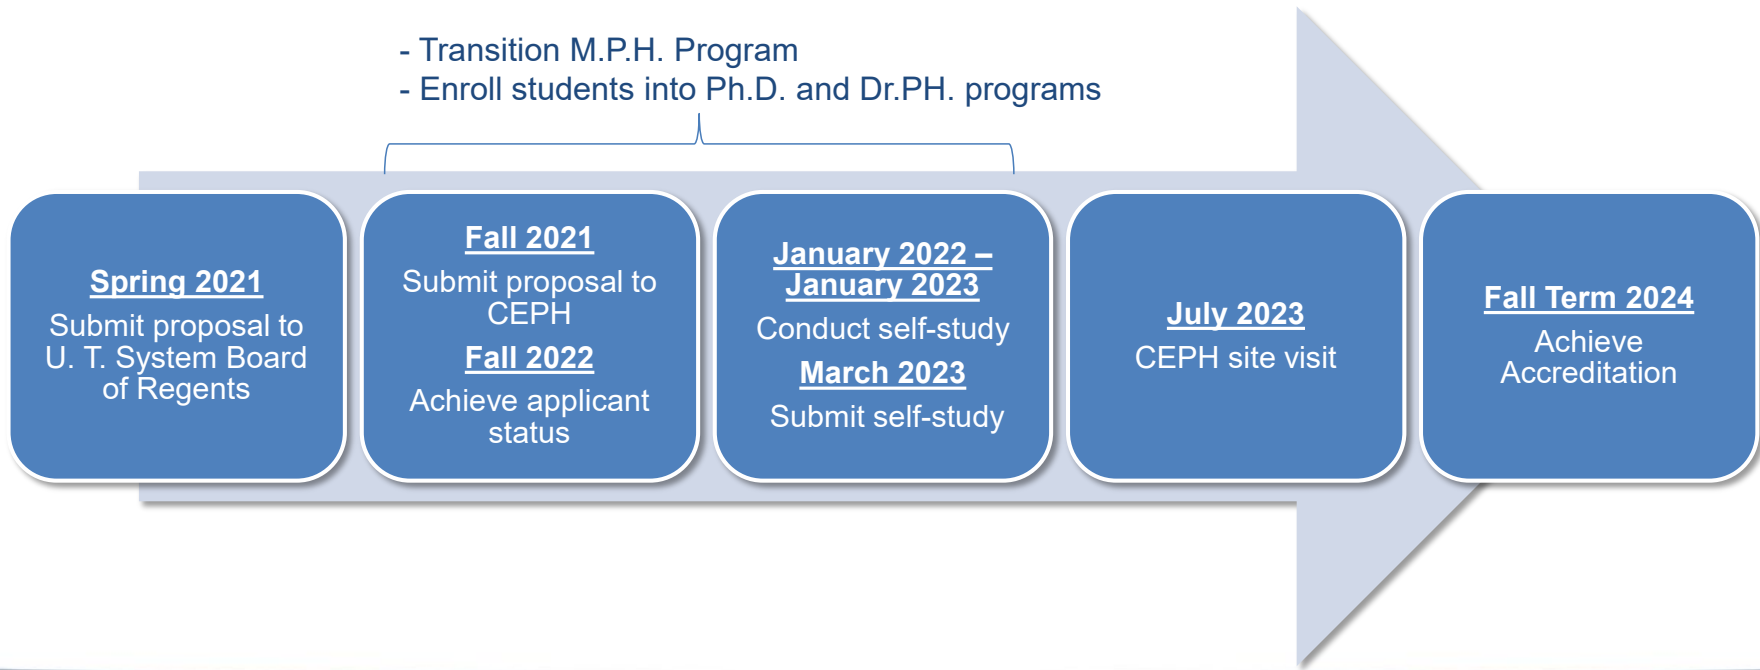 - Transition M.P.H. Program
- Enroll students into Ph.D. and Dr.PH. programs
Spring 2021
Submit proposal to
U. T. System Board
of Regents
Fall 2021
Submit proposal to
CEPH
Fall 2022
Achieve applicant
status
January 2022 –
January 2023
Conduct self-study
March 2023
Submit self-study
July 2023
CEPH site visit
Fall Term 2024
Achieve
Accreditation